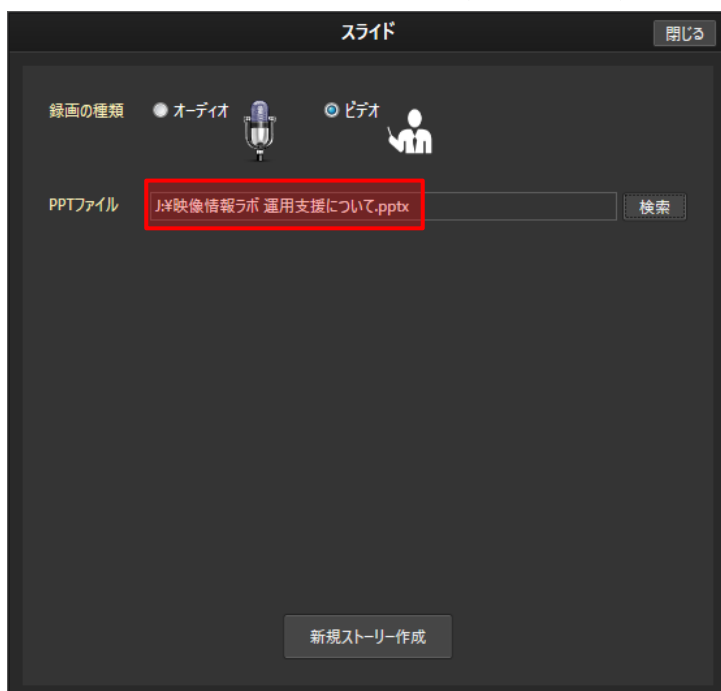 スライド
閉じる
録画の種類 オーディオ ビデオ
PPTファイル J:¥映像情報ラボ 運用支援について.pptx 検索
新規ストーリー作成